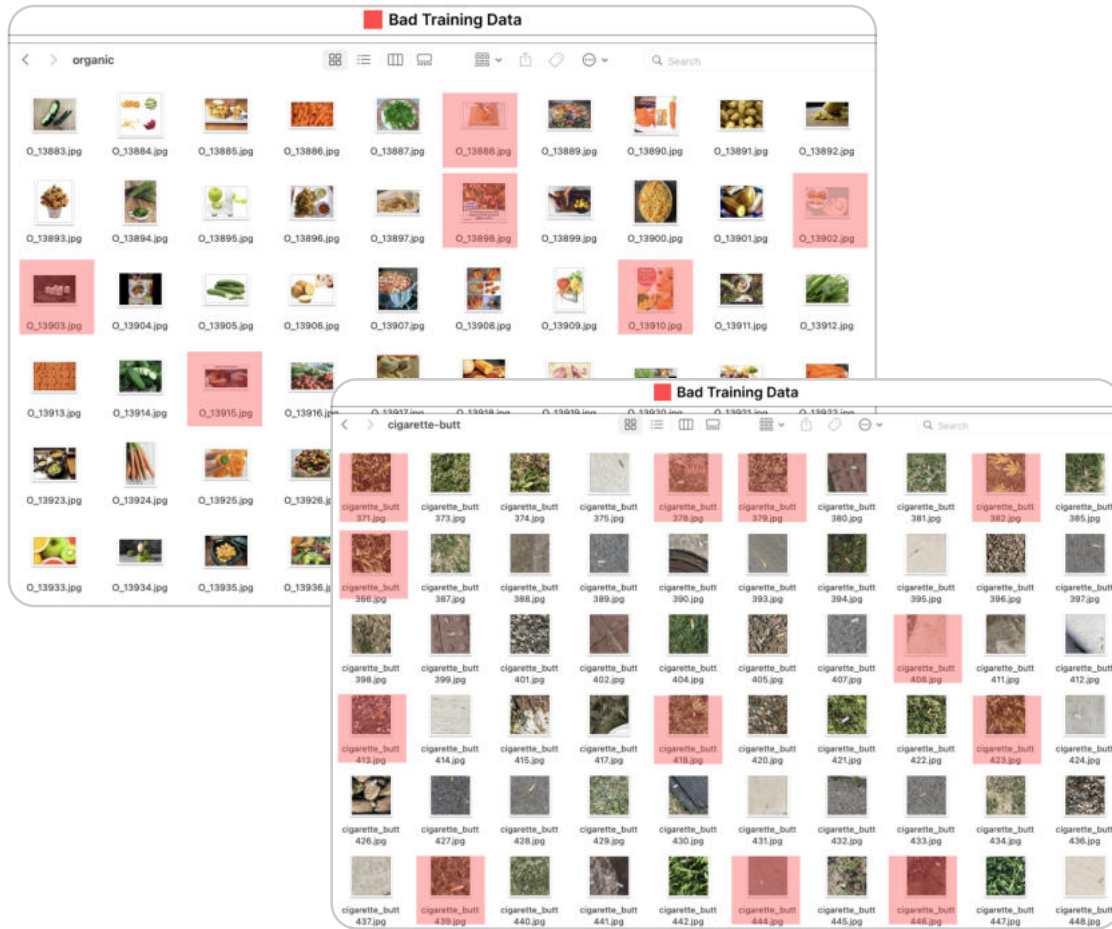 Bad Training Data
organic
Search
O_13883.jpg O_13884.jpg O_13885.jpg O_13886.jpg O_13887.jpg O_13888.jpg O_13889.jpg O_13890.jpg O_13891.jpg O_13892.jpg
O_13893.jpg O_13894.jpg O_13895.jpg O_13896.jpg O_13897.jpg O_13898.jpg O_13899.jpg O_13900.jpg O_13901.jpg O_13902.jpg
O_13903.jpg O_13904.jpg O_13905.jpg O_13906.jpg O_13907.jpg O_13908.jpg O_13909.jpg O_13910.jpg O_13911.jpg O_13912.jpg
O_13913.jpg O_13914.jpg O_13915.jpg O_13916.jpg O_13917.jpg O_13918.jpg O_13919.jpg O_13920.jpg O_13921.jpg O_13922.jpg
O_13923.jpg O_13924.jpg O_13925.jpg O_13926.j
O_13933.jpg O_13934.jpg O_13935.jpg O_13936.j
Bad Training Data
cigarette-butt
Search
cigarette_butt cigarette_butt cigarette_butt cigarette_butt cigarette_butt cigarette_butt cigarette_butt cigarette_butt cigarette_butt cigarette_butt
371.jpg 373.jpg 374.jpg 375.jpg 378.jpg 379.jpg 380.jpg 381.jpg 382.jpg 385.jpg
cigarette_butt cigarette_butt cigarette_butt cigarette_butt cigarette_butt cigarette_butt cigarette_butt cigarette_butt cigarette_butt cigarette_butt
386.jpg 387.jpg 388.jpg 389.jpg 390.jpg 393.jpg 394.jpg 395.jpg 396.jpg 397.jpg
cigarette_butt cigarette_butt cigarette_butt cigarette_butt cigarette_butt cigarette_butt cigarette_butt cigarette_butt cigarette_butt cigarette_butt
398.jpg 399.jpg 401.jpg 402.jpg 404.jpg 405.jpg 407.jpg 408.jpg 411.jpg 412.jpg
cigarette_butt cigarette_butt cigarette_butt cigarette_butt cigarette_butt cigarette_butt cigarette_butt cigarette_butt cigarette_butt cigarette_butt
413.jpg 414.jpg 415.jpg 417.jpg 418.jpg 420.jpg 421.jpg 422.jpg 423.jpg 424.jpg
cigarette_butt cigarette_butt cigarette_butt cigarette_butt cigarette_butt cigarette_butt cigarette_butt cigarette_butt cigarette_butt cigarette_butt
426.jpg 427.jpg 428.jpg 429.jpg 430.jpg 431.jpg 432.jpg 433.jpg 434.jpg 436.jpg
cigarette_butt cigarette_butt cigarette_butt cigarette_butt cigarette_butt cigarette_butt cigarette_butt cigarette_butt cigarette_butt cigarette_butt
437.jpg 439.jpg 440.jpg 441.jpg 442.jpg 444.jpg 445.jpg 446.jpg 447.jpg 448.jpg